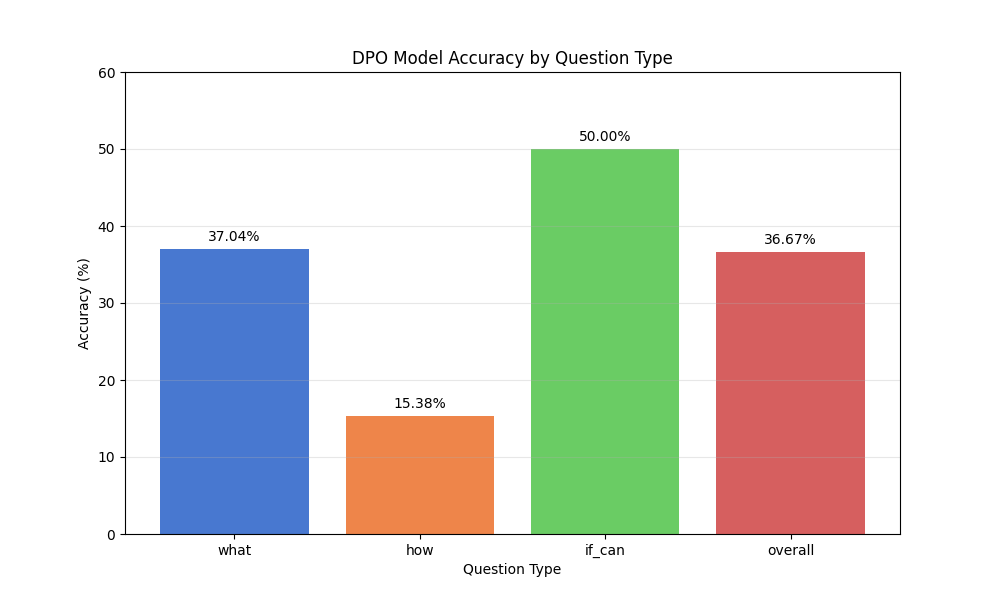 DPO Model Accuracy by Question Type
60
50
40
30
20
10
0
Accuracy (%)
37.04%
15.38%
50.00%
36.67%
what
how
if_can
overall
Question Type